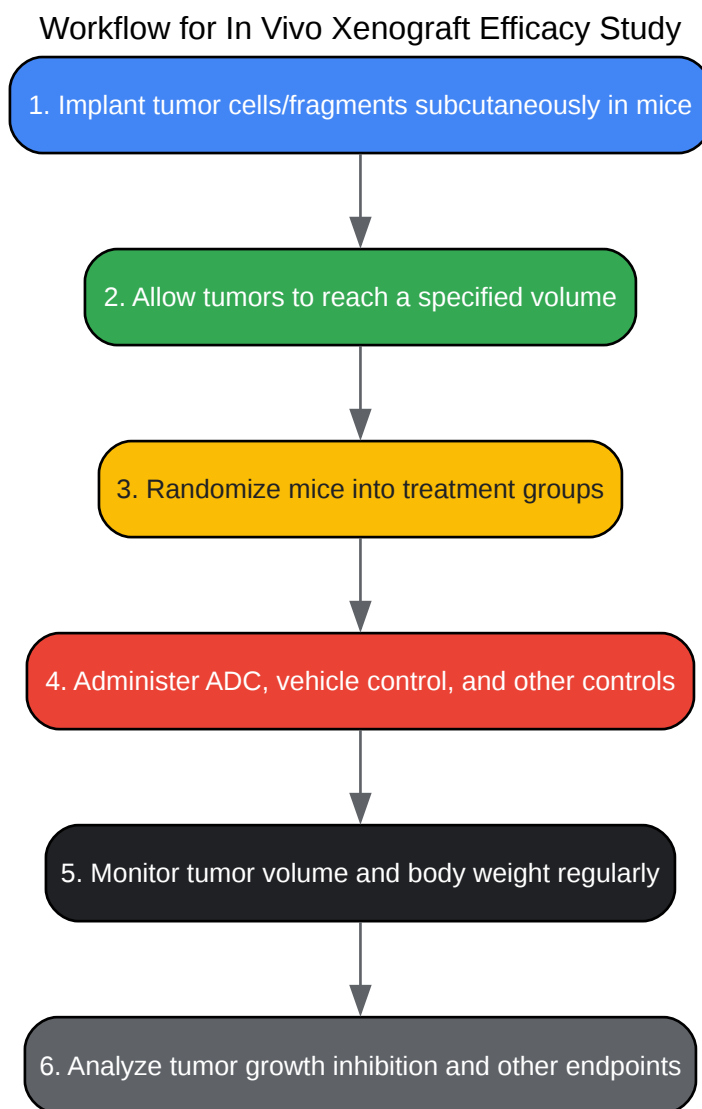 Workflow for In Vivo Xenograft Efficacy Study
1. Implant tumor cells/fragments subcutaneously in mice
2. Allow tumors to reach a specified volume
3. Randomize mice into treatment groups
4. Administer ADC, vehicle control, and other controls
5. Monitor tumor volume and body weight regularly
6. Analyze tumor growth inhibition and other endpoints